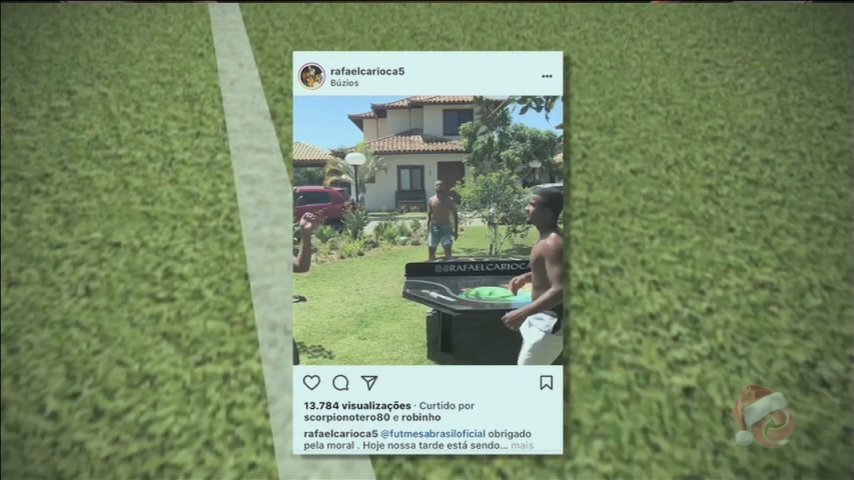 rafaelcarioca5
Búzios
@RAFAELCARIOCA
13.784 visualizações · Curtido por
scorpionotero80 e robinho
rafaelcarioca5 @futmesabrasiloficial obrigado
pela moral . Hoje nossa tarde está sendo... mais